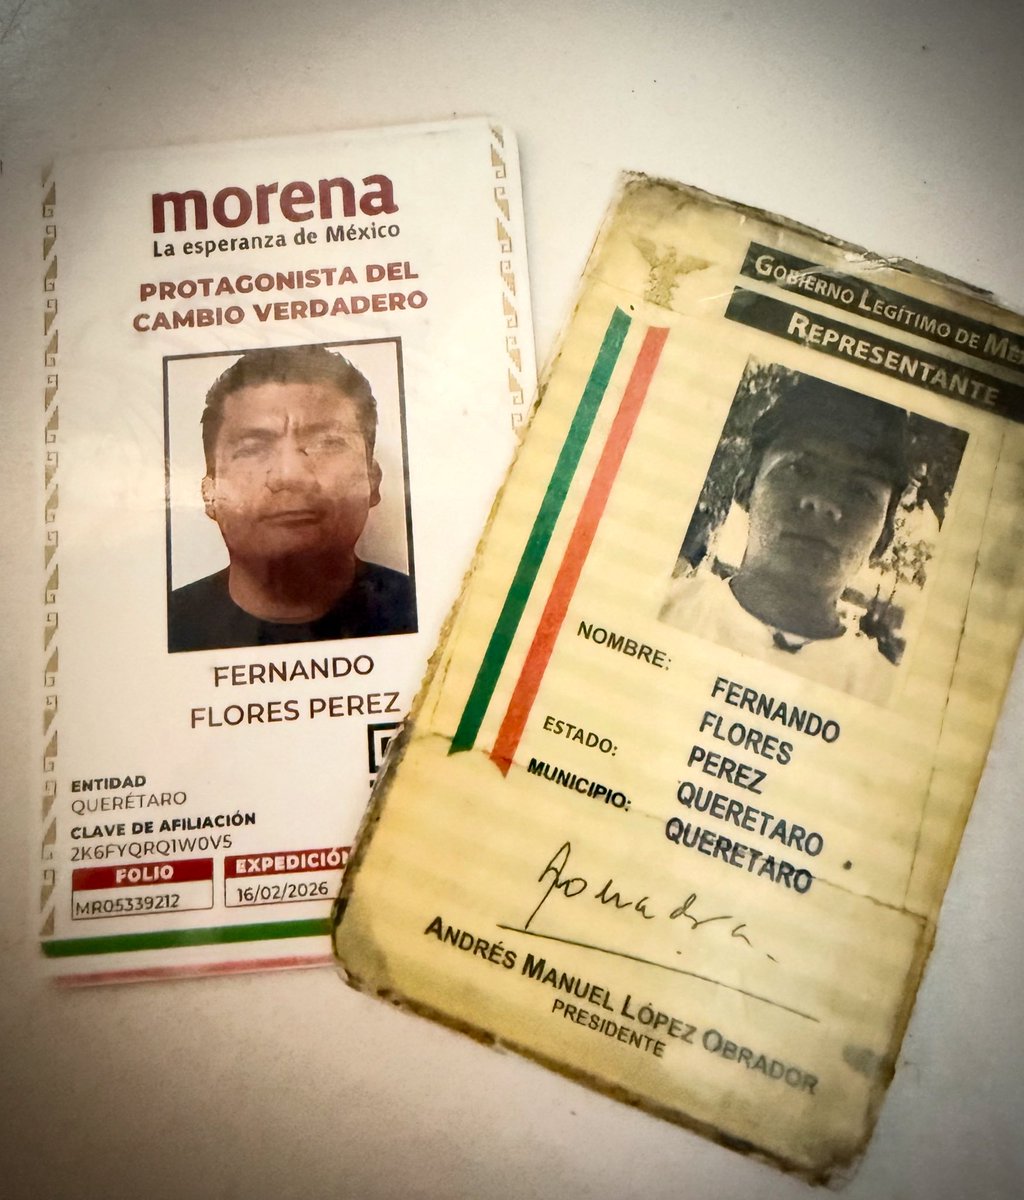 morena
La esperanza de México
PROTAGONISTA DEL
CAMBIO VERDADERO
FERNANDO
FLORES PEREZ
ENTIDAD
QUERÉTARO
CLAVE DE AFILIACIÓN
2K6FYQRQ1W0V5
FOLIO
MR05339212
EXPEDICIÓN
16/02/2026
GOBIERNO LEGÍTIMO DE
REPRESENTANTE
NOMBRE:
FERNANDO
FLORES
PEREZ
ESTADO:
QUERETARO
MUNICIPIO:
QUERETARO
ANDRÉS MANUEL LÓPEZ OBRADOR
PRESIDENTE